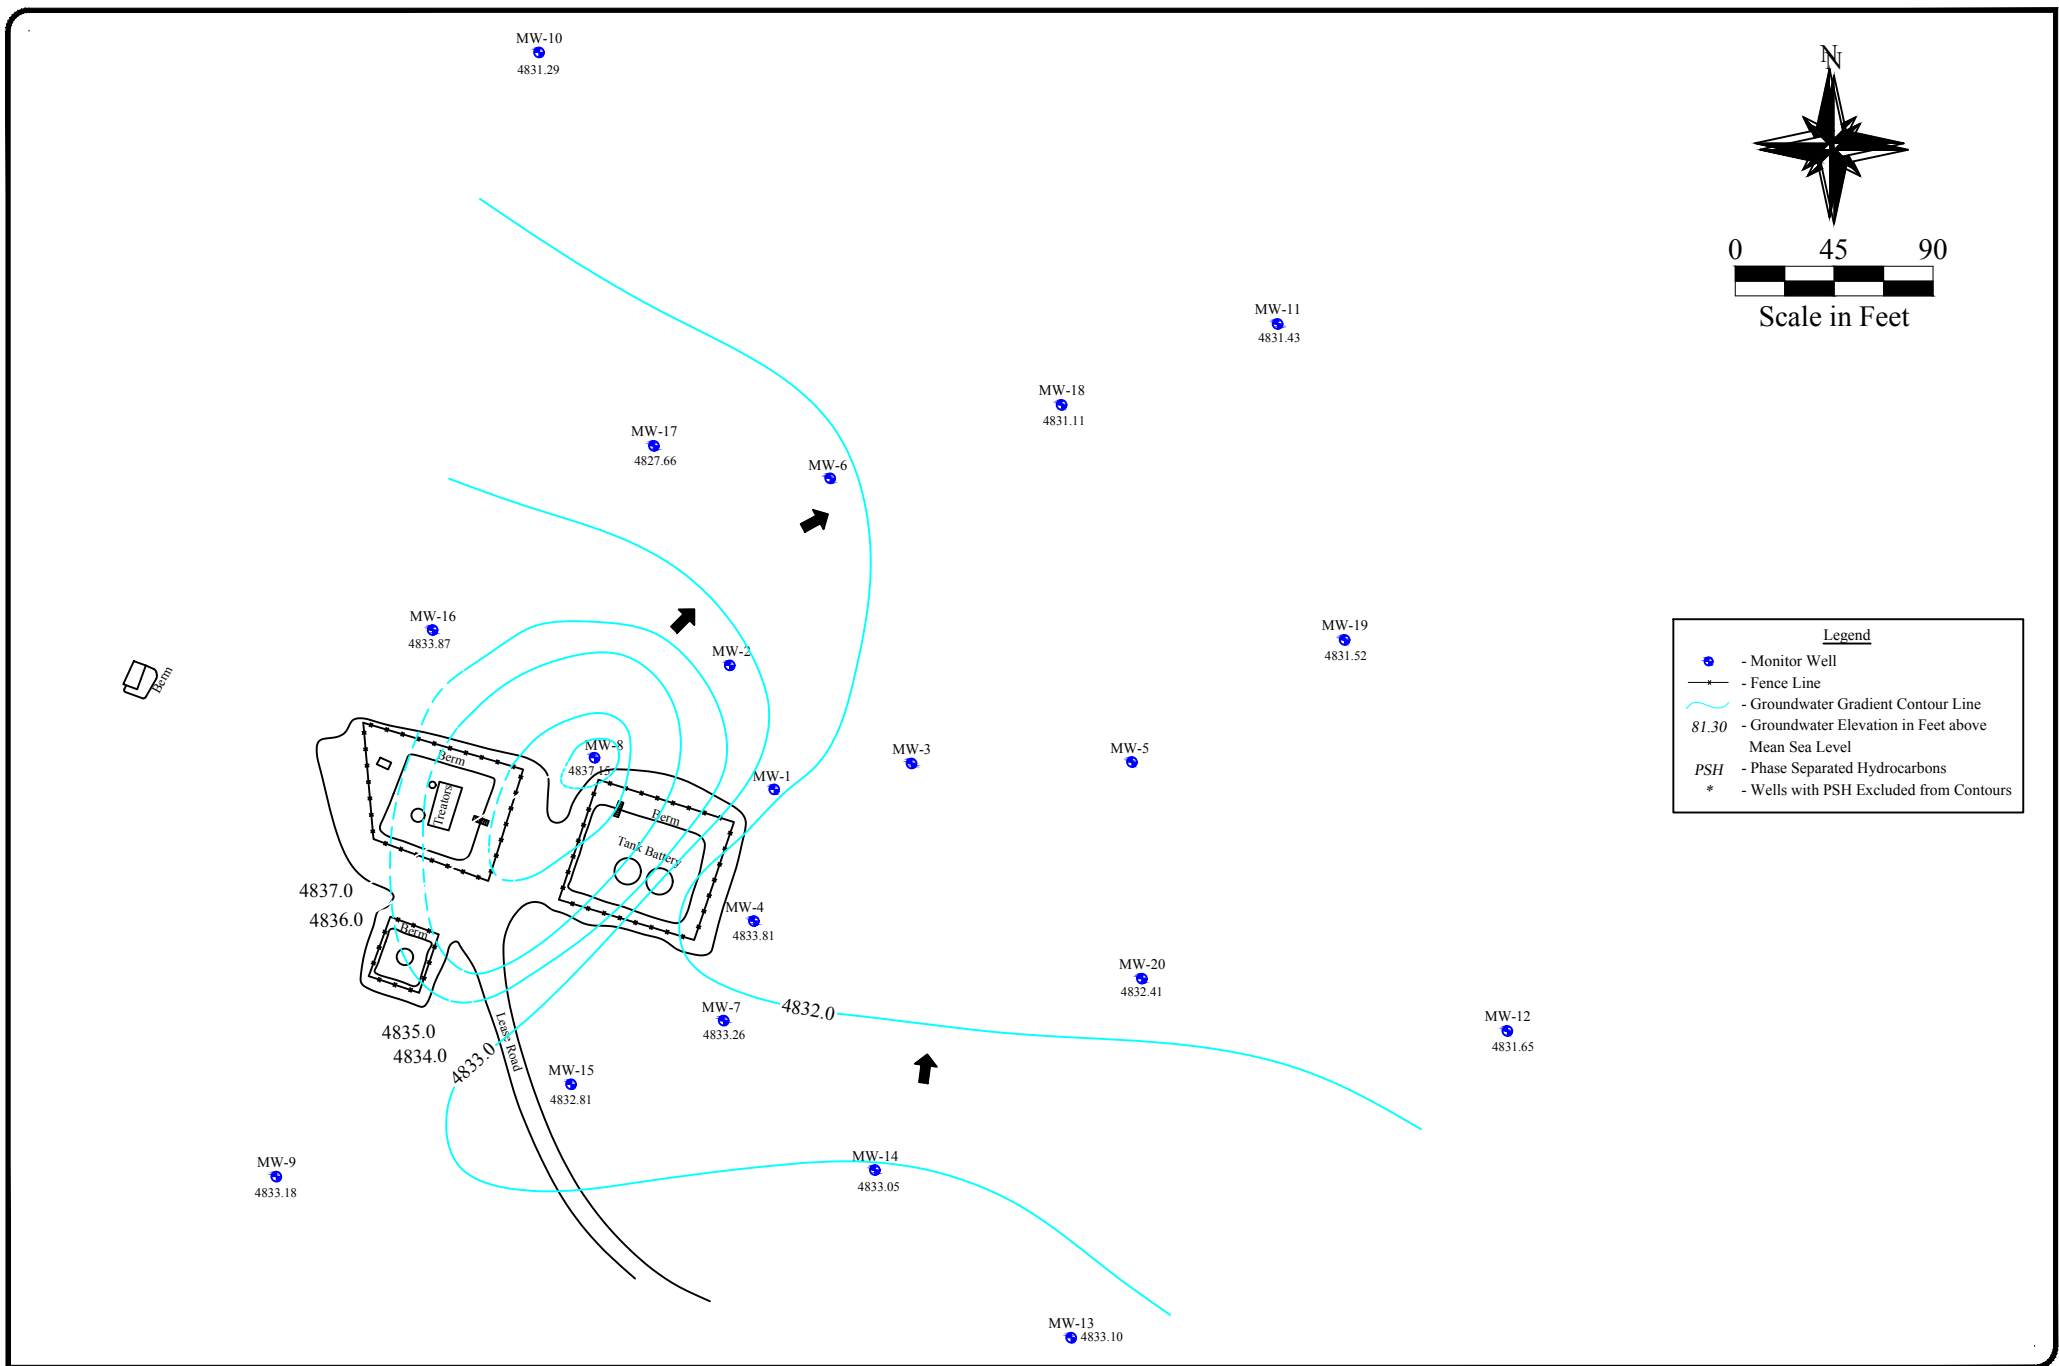 MW-10
4831.29
N
N
0 45 90
Scale in Feet
MW-11
4831.43
MW-18
4831.11
MW-17
4827.66
MW-6
MW-16
4833.87
MW-2
MW-19
4831.52
Berm
Legend
- Monitor Well
- Fence Line
- Groundwater Gradient Contour Line
81.30 - Groundwater Elevation in Feet above
Mean Sea Level
PSH - Phase Separated Hydrocarbons
* - Wells with PSH Excluded from Contours
MW-8
4837.15
MW-3
MW-5
MW-1
Berm
Treators
Berm
Tank Battery
4837.0
4836.0
Berm
MW-4
4833.81
MW-20
4832.41
MW-7
4833.26
4832.0
MW-12
4831.65
4835.0
4834.0
4833.0
Lease Road
MW-15
4832.81
MW-9
4833.18
MW-14
4833.05
MW-13
4833.10